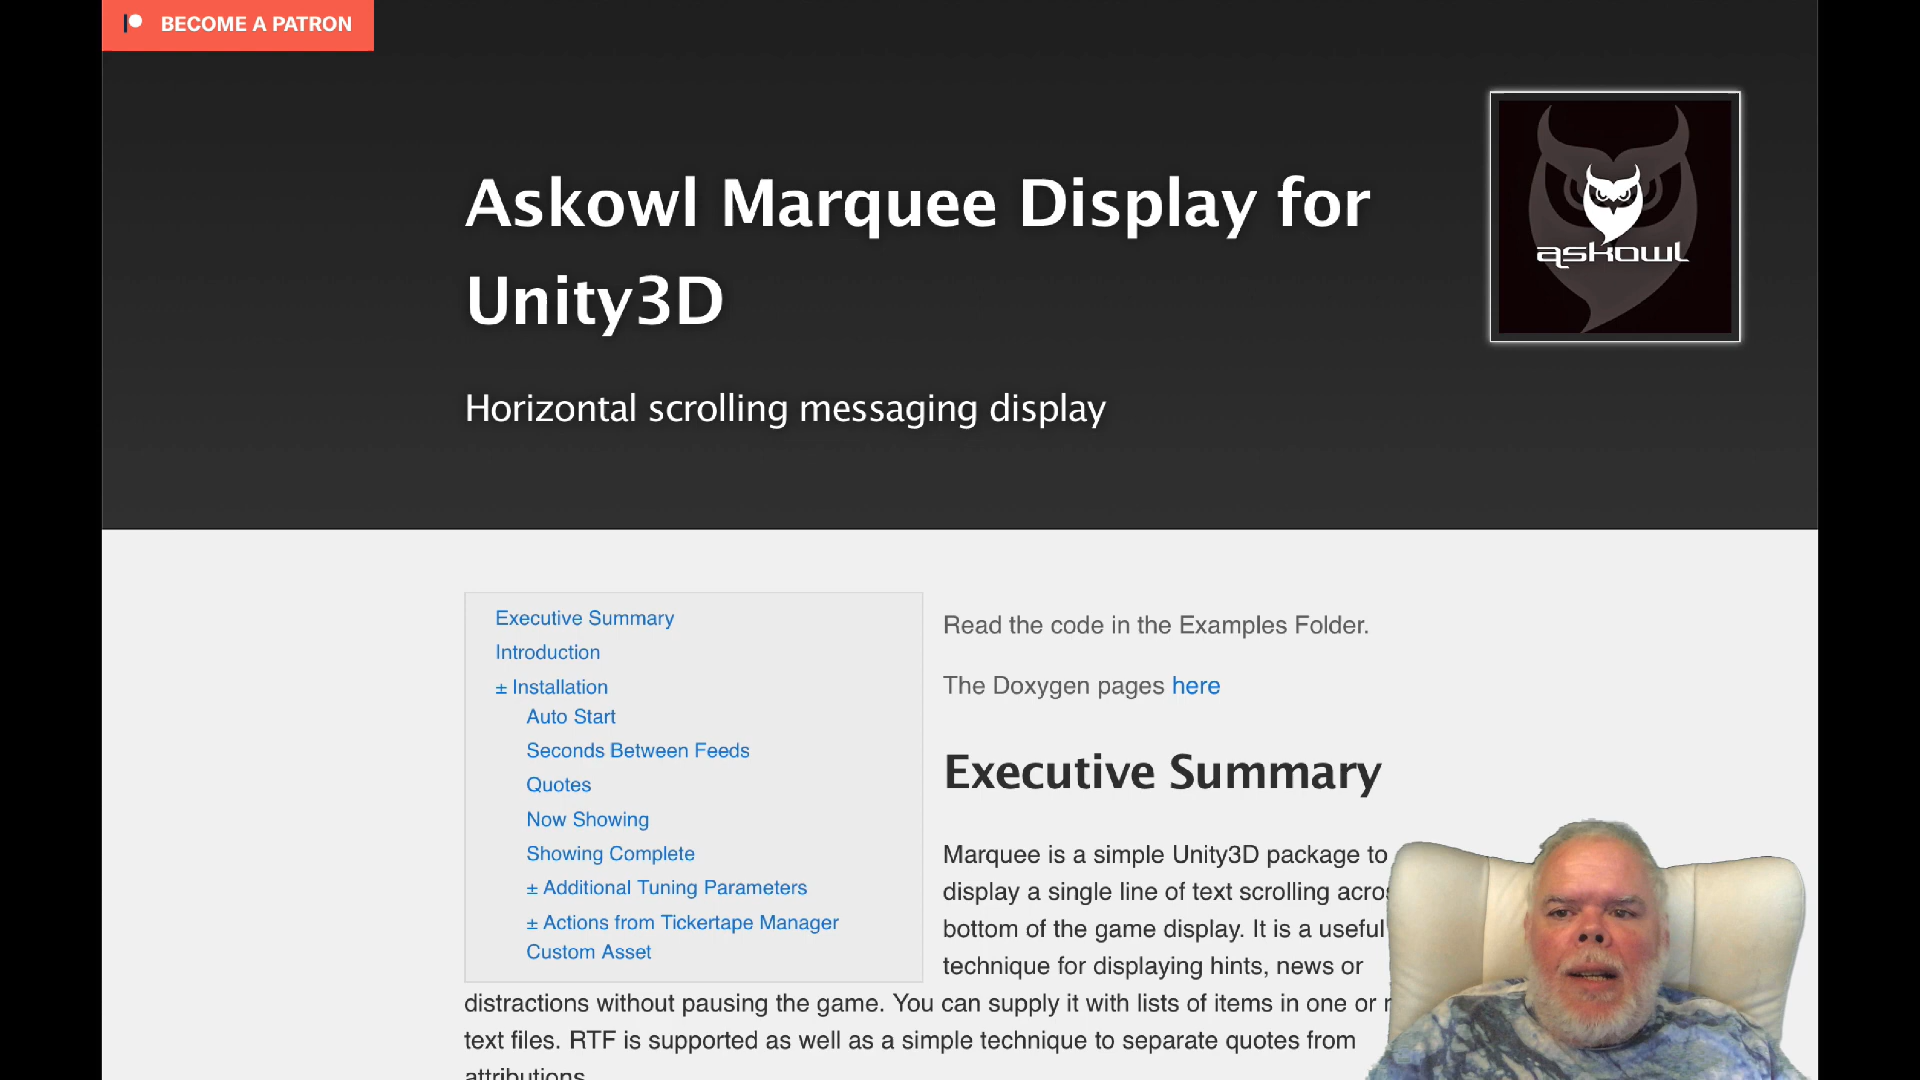 BECOME A PATRON
Askowl Marquee Display for
Unity3D
askowl
Horizontal scrolling messaging display
Executive Summary
Introduction
± Installation
Auto Start
Seconds Between Feeds
Quotes
Now Showing
Showing Complete
± Additional Tuning Parameters
± Actions from Tickertape Manager
Custom Asset
Read the code in the Examples Folder.
The Doxygen pages here
Executive Summary
Marquee is a simple Unity3D package to
display a single line of text scrolling
bottom of the game display. It is a useful
technique for displaying hints, news or
distractions without pausing the game. You can supply it with lists of items in one or
text files. RTF is supported as well as a simple technique to separate quotes from
attributions